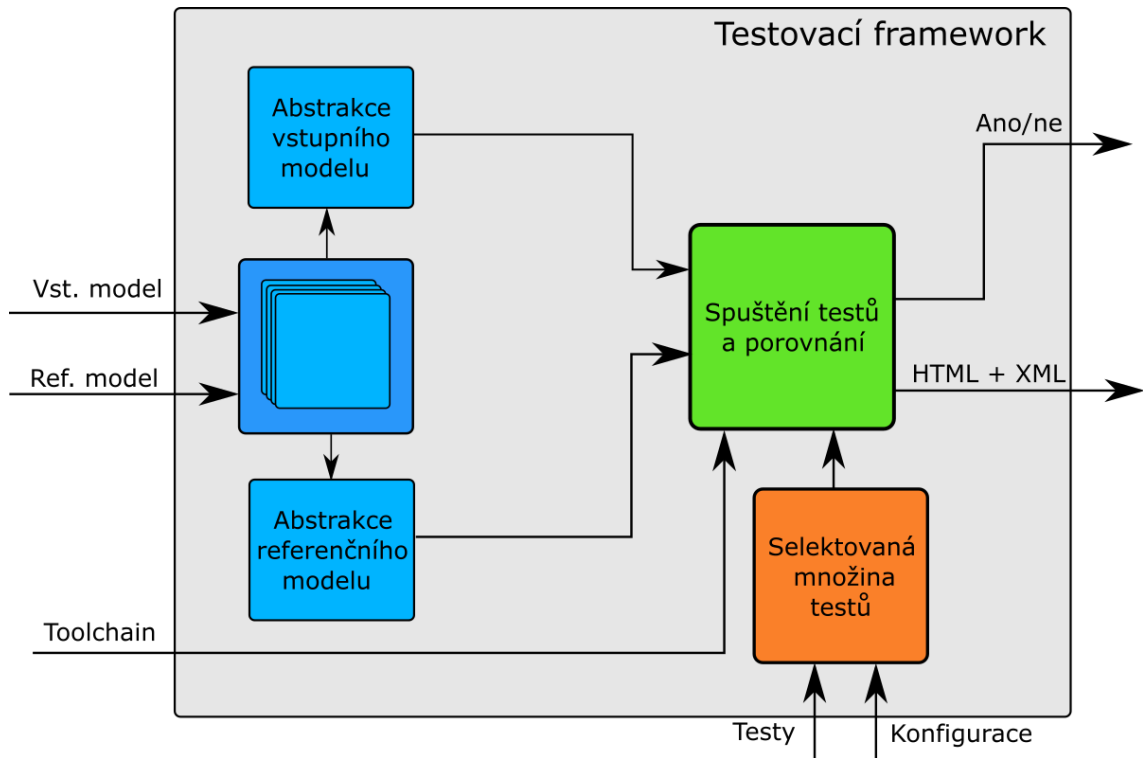 Testovací framework
Abstrakce
vstupního
modelu
Ano/ne
Vst. model
Ref. model
Spuštění testů
a porovnání
HTML + XML
Abstrakce
referenčního
modelu
Selektovaná
množina
testů
Toolchain
Testy
Konfigurace